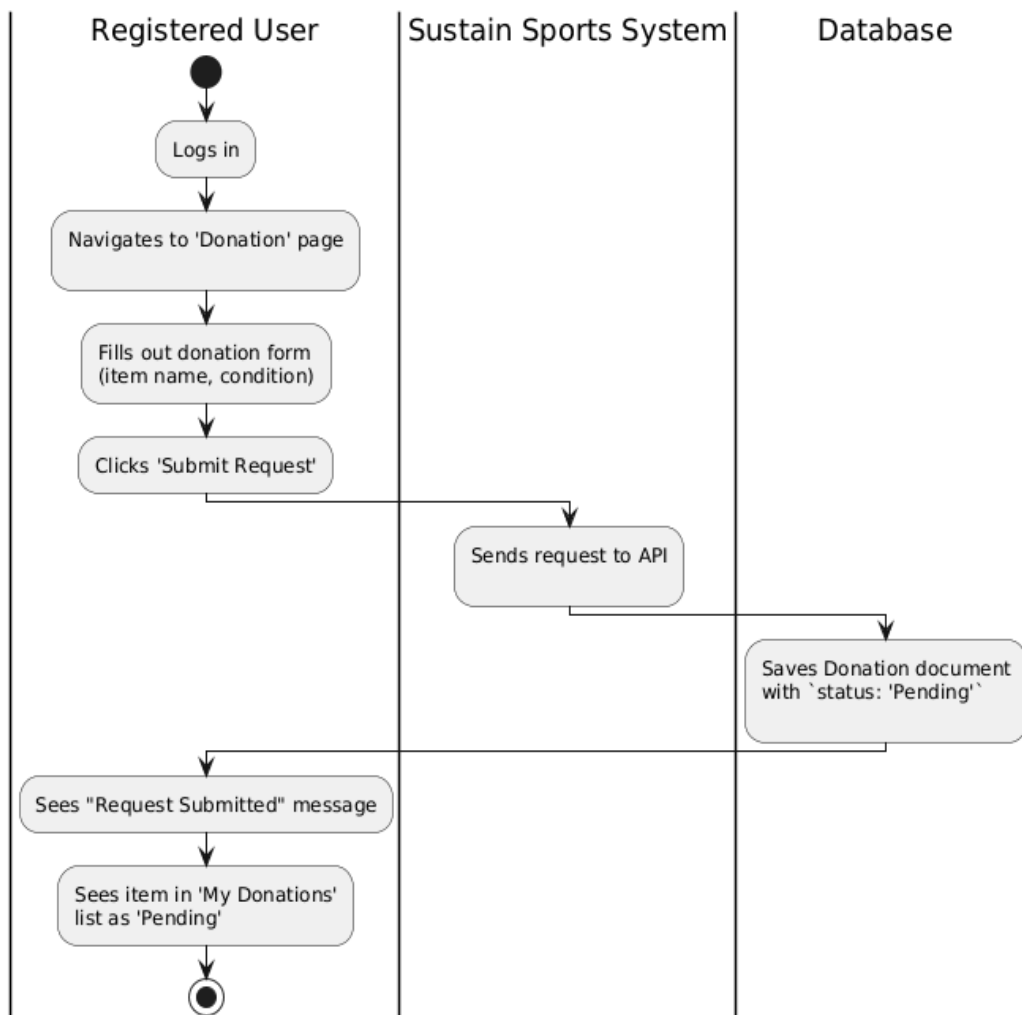 Registered User
Sustain Sports System
Database
Logs in
Navigates to 'Donation' page
Fills out donation form
(item name, condition)
Clicks 'Submit Request'
Sends request to API
Saves Donation document
with `status: 'Pending'`
Sees "Request Submitted" message
Sees item in 'My Donations'
list as 'Pending'